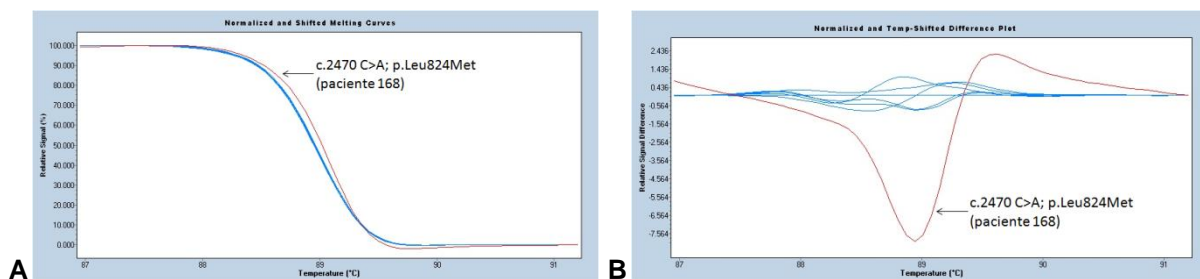 Normalized and Shifted Melting Curves
100.000
90.000
80.000
70.000
60.000
50.000
40.000
30.000
20.000
10.000
0.000
Relative Signal (%)
c.2470 C>A; p.Leu824Met
(paciente 168)
87
88
89
90
91
Temperature (°C)
A
Normalized and Temp-Shifted Difference Plot
2.436
1.436
0.436
-0.564
-1.564
-2.564
-3.564
-4.564
-5.564
-6.564
-7.564
Relative Signal Difference
c.2470 C>A; p.Leu824Met
(paciente 168)
87
88
89
90
91
Temperature (°C)
B